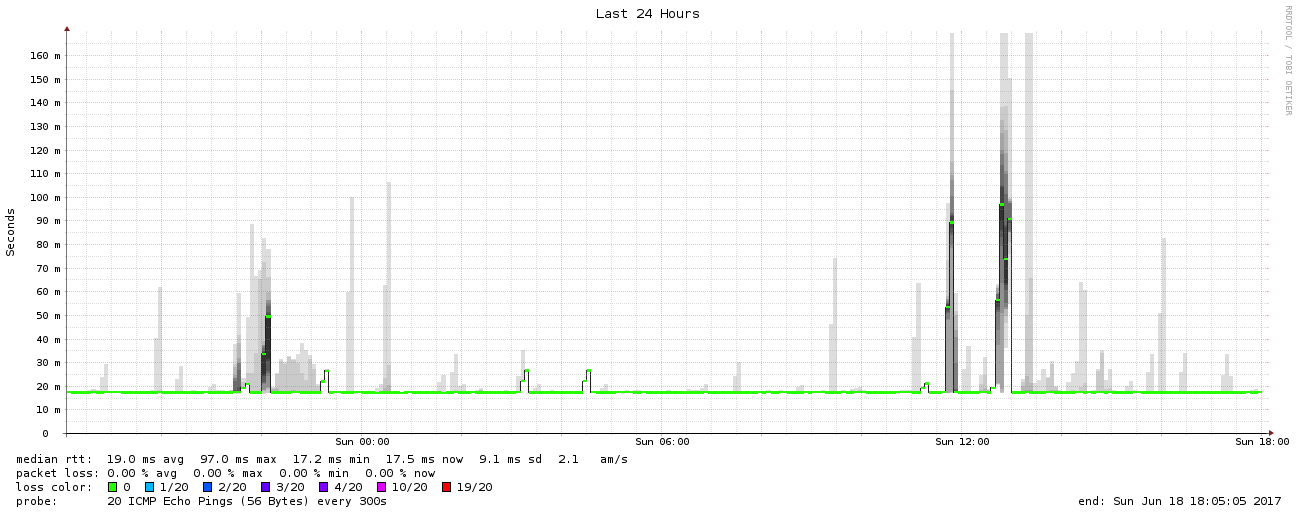 Last 24 Hours
RRDTOOL / TOBI OETIKER
Seconds
160 m
150 m
140 m
130 m
120 m
110 m
100 m
90 m
80 m
70 m
60 m
50 m
40 m
30 m
20 m
10 m
0
Sun 00:00 Sun 06:00 Sun 12:00 Sun 18:00
median rtt: 19.0 ms avg 97.0 ms max 17.2 ms min 17.5 ms now 9.1 ms sd 2.1 am/s
packet loss: 0.00 % avg 0.00 % max 0.00 % min 0.00 % now
loss color: 0 1/20 2/20 3/20 4/20 10/20 19/20
probe: 20 ICMP Echo Pings (56 Bytes) every 300s end: Sun Jun 18 18:05:05 2017